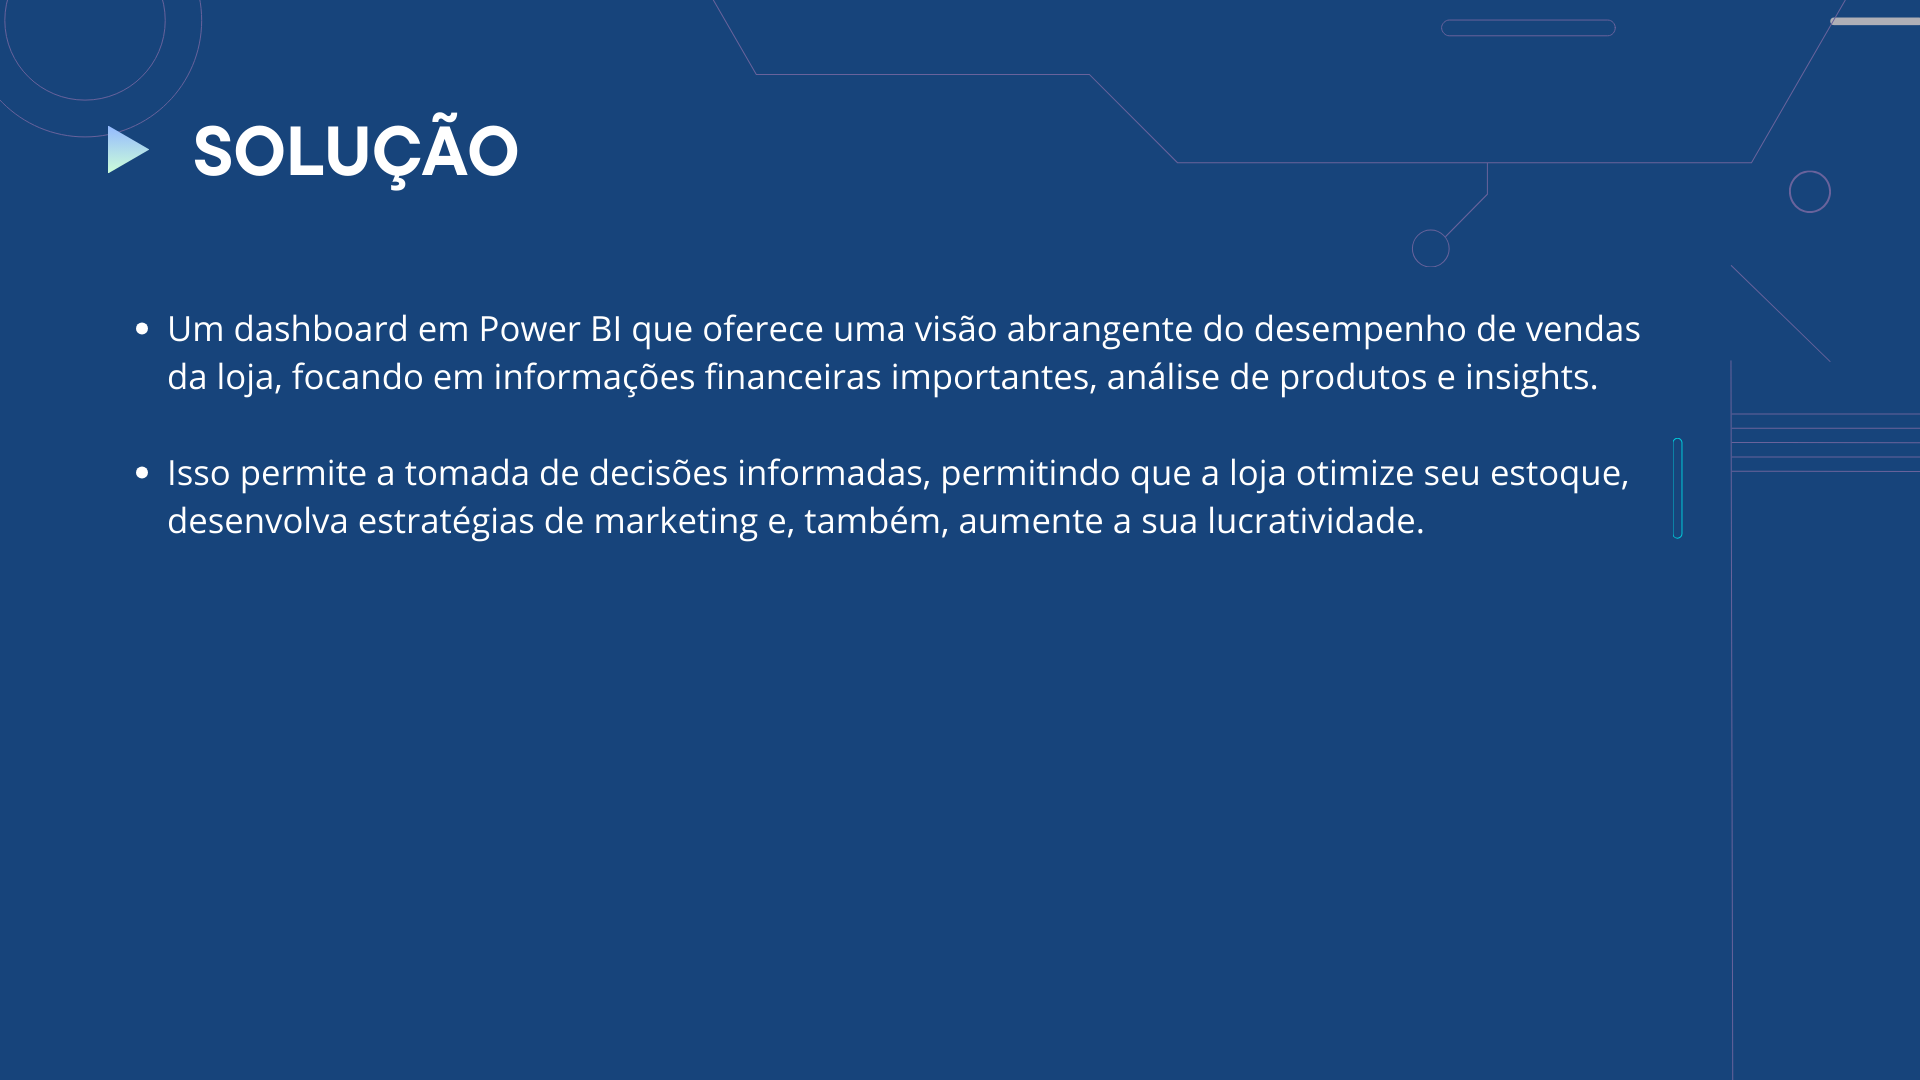 SOLUÇÃO
• Um dashboard em Power BI que oferece uma visão abrangente do desempenho de vendas
da loja, focando em informações financeiras importantes, análise de produtos e insights.
• Isso permite a tomada de decisões informadas, permitindo que a loja otimize seu estoque,
desenvolva estratégias de marketing e, também, aumente a sua lucratividade.